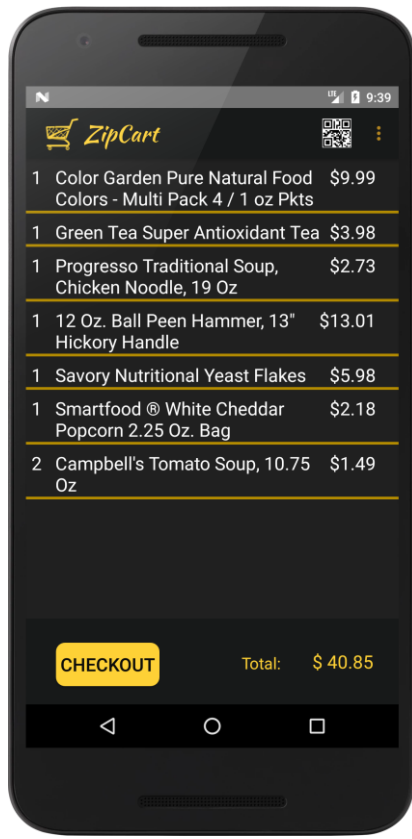 LTE 9:39
ZipCart
1 Color Garden Pure Natural Food $9.99
Colors - Multi Pack 4 / 1 oz Pkts
1 Green Tea Super Antioxidant Tea $3.98
1 Progresso Traditional Soup, $2.73
Chicken Noodle, 19 Oz
1 12 Oz. Ball Peen Hammer, 13" $13.01
Hickory Handle
1 Savory Nutritional Yeast Flakes $5.98
1 Smartfood ® White Cheddar $2.18
Popcorn 2.25 Oz. Bag
2 Campbell's Tomato Soup, 10.75 $1.49
Oz
CHECKOUT Total: $ 40.85